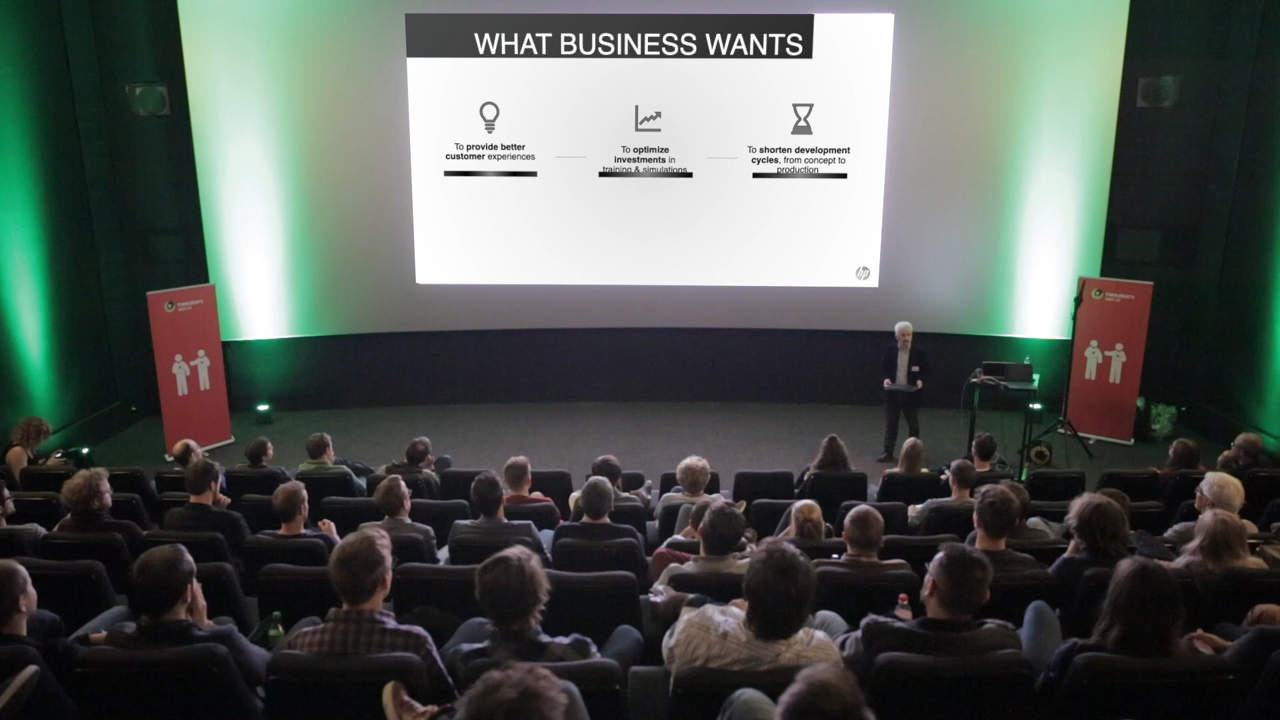 WHAT BUSINESS WANTS
To provide better
customer experiences
To optimize
investments in
training & simulations
To shorten development
cycles, from concept to
production
hp